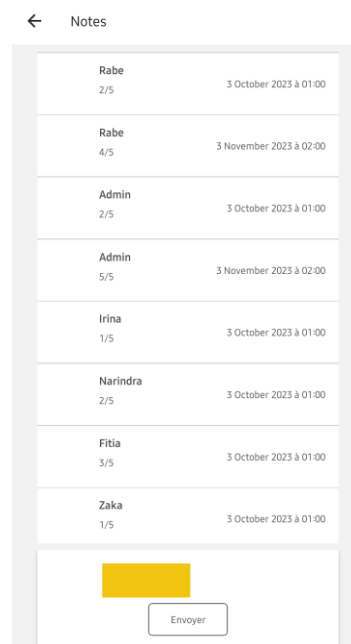 Notes
Rabe
2/5
3 October 2023 à 01:00
Rabe
4/5
3 November 2023 à 02:00
Admin
2/5
3 October 2023 à 01:00
Admin
5/5
3 November 2023 à 02:00
Irina
1/5
3 October 2023 à 01:00
Narindra
2/5
3 October 2023 à 01:00
Fitia
3/5
3 October 2023 à 01:00
Zaka
1/5
3 October 2023 à 01:00
Envoyer